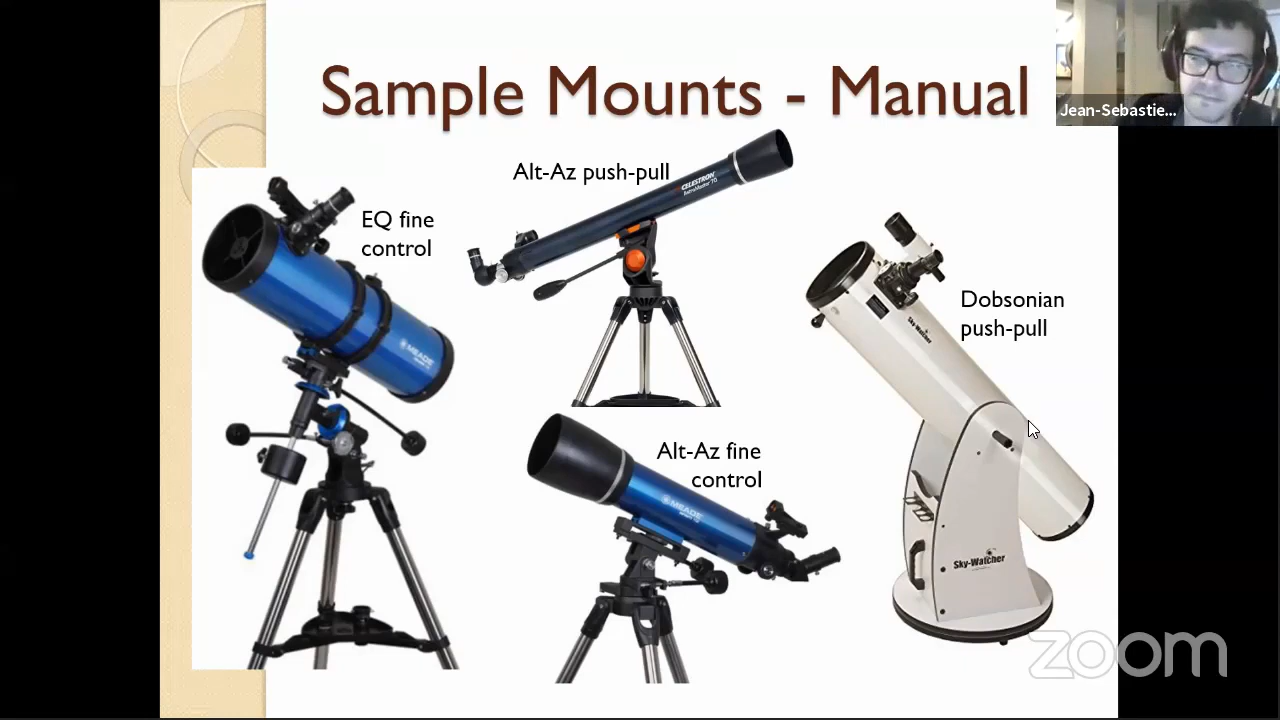 Sample Mounts - Manual
Jean-Sebastie...
Alt-Az push-pull
CELESTRON
EQ fine
control
Dobsonian
push-pull
Sky-Watcher
MEADE
Alt-Az fine
control
MEADE
Sky-Watcher
zoom